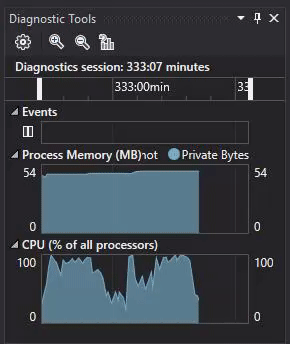 Diagnostic Tools
Diagnostics session: 333:07 minutes
333:00min 33
Events
Process Memory (MB)not Private Bytes
54 54
0 0
CPU (% of all processors)
100 100
0 0